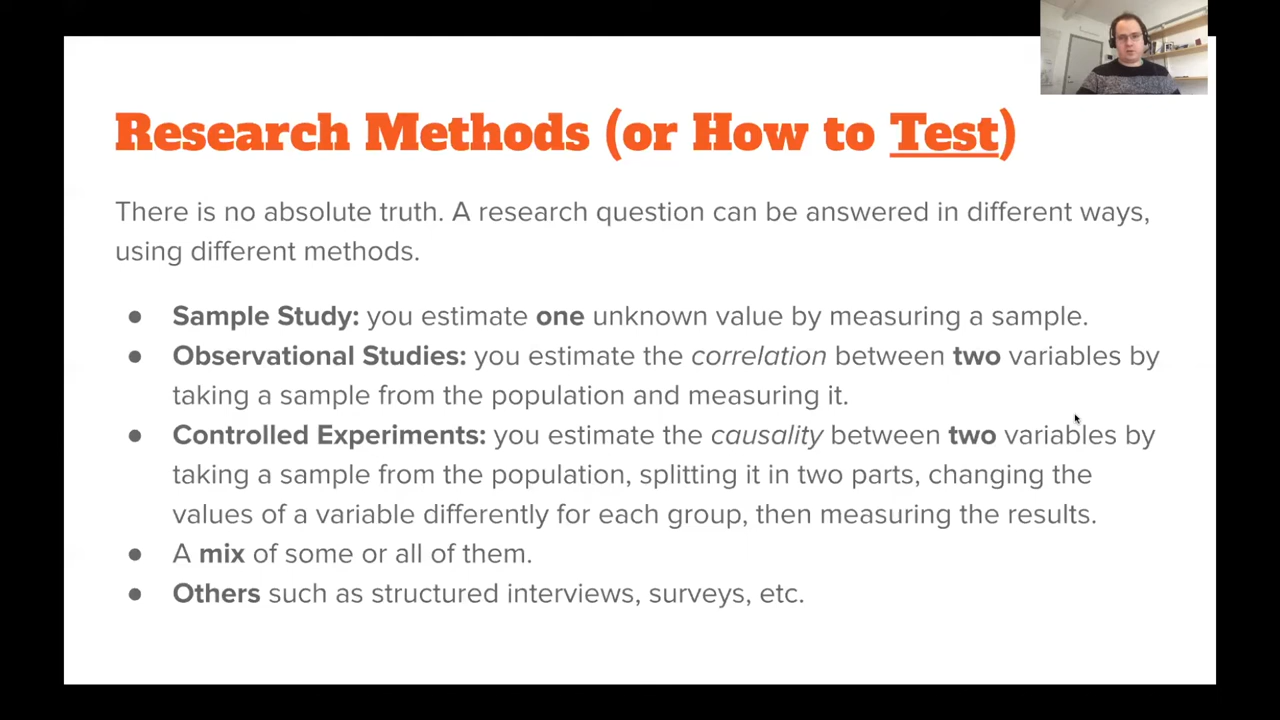 Research Methods (or How to Test)
There is no absolute truth. A research question can be answered in different ways,
using different methods.
● Sample Study: you estimate one unknown value by measuring a sample.
● Observational Studies: you estimate the correlation between two variables by
taking a sample from the population and measuring it.
● Controlled Experiments: you estimate the causality between two variables by
taking a sample from the population, splitting it in two parts, changing the
values of a variable differently for each group, then measuring the results.
● A mix of some or all of them.
● Others such as structured interviews, surveys, etc.